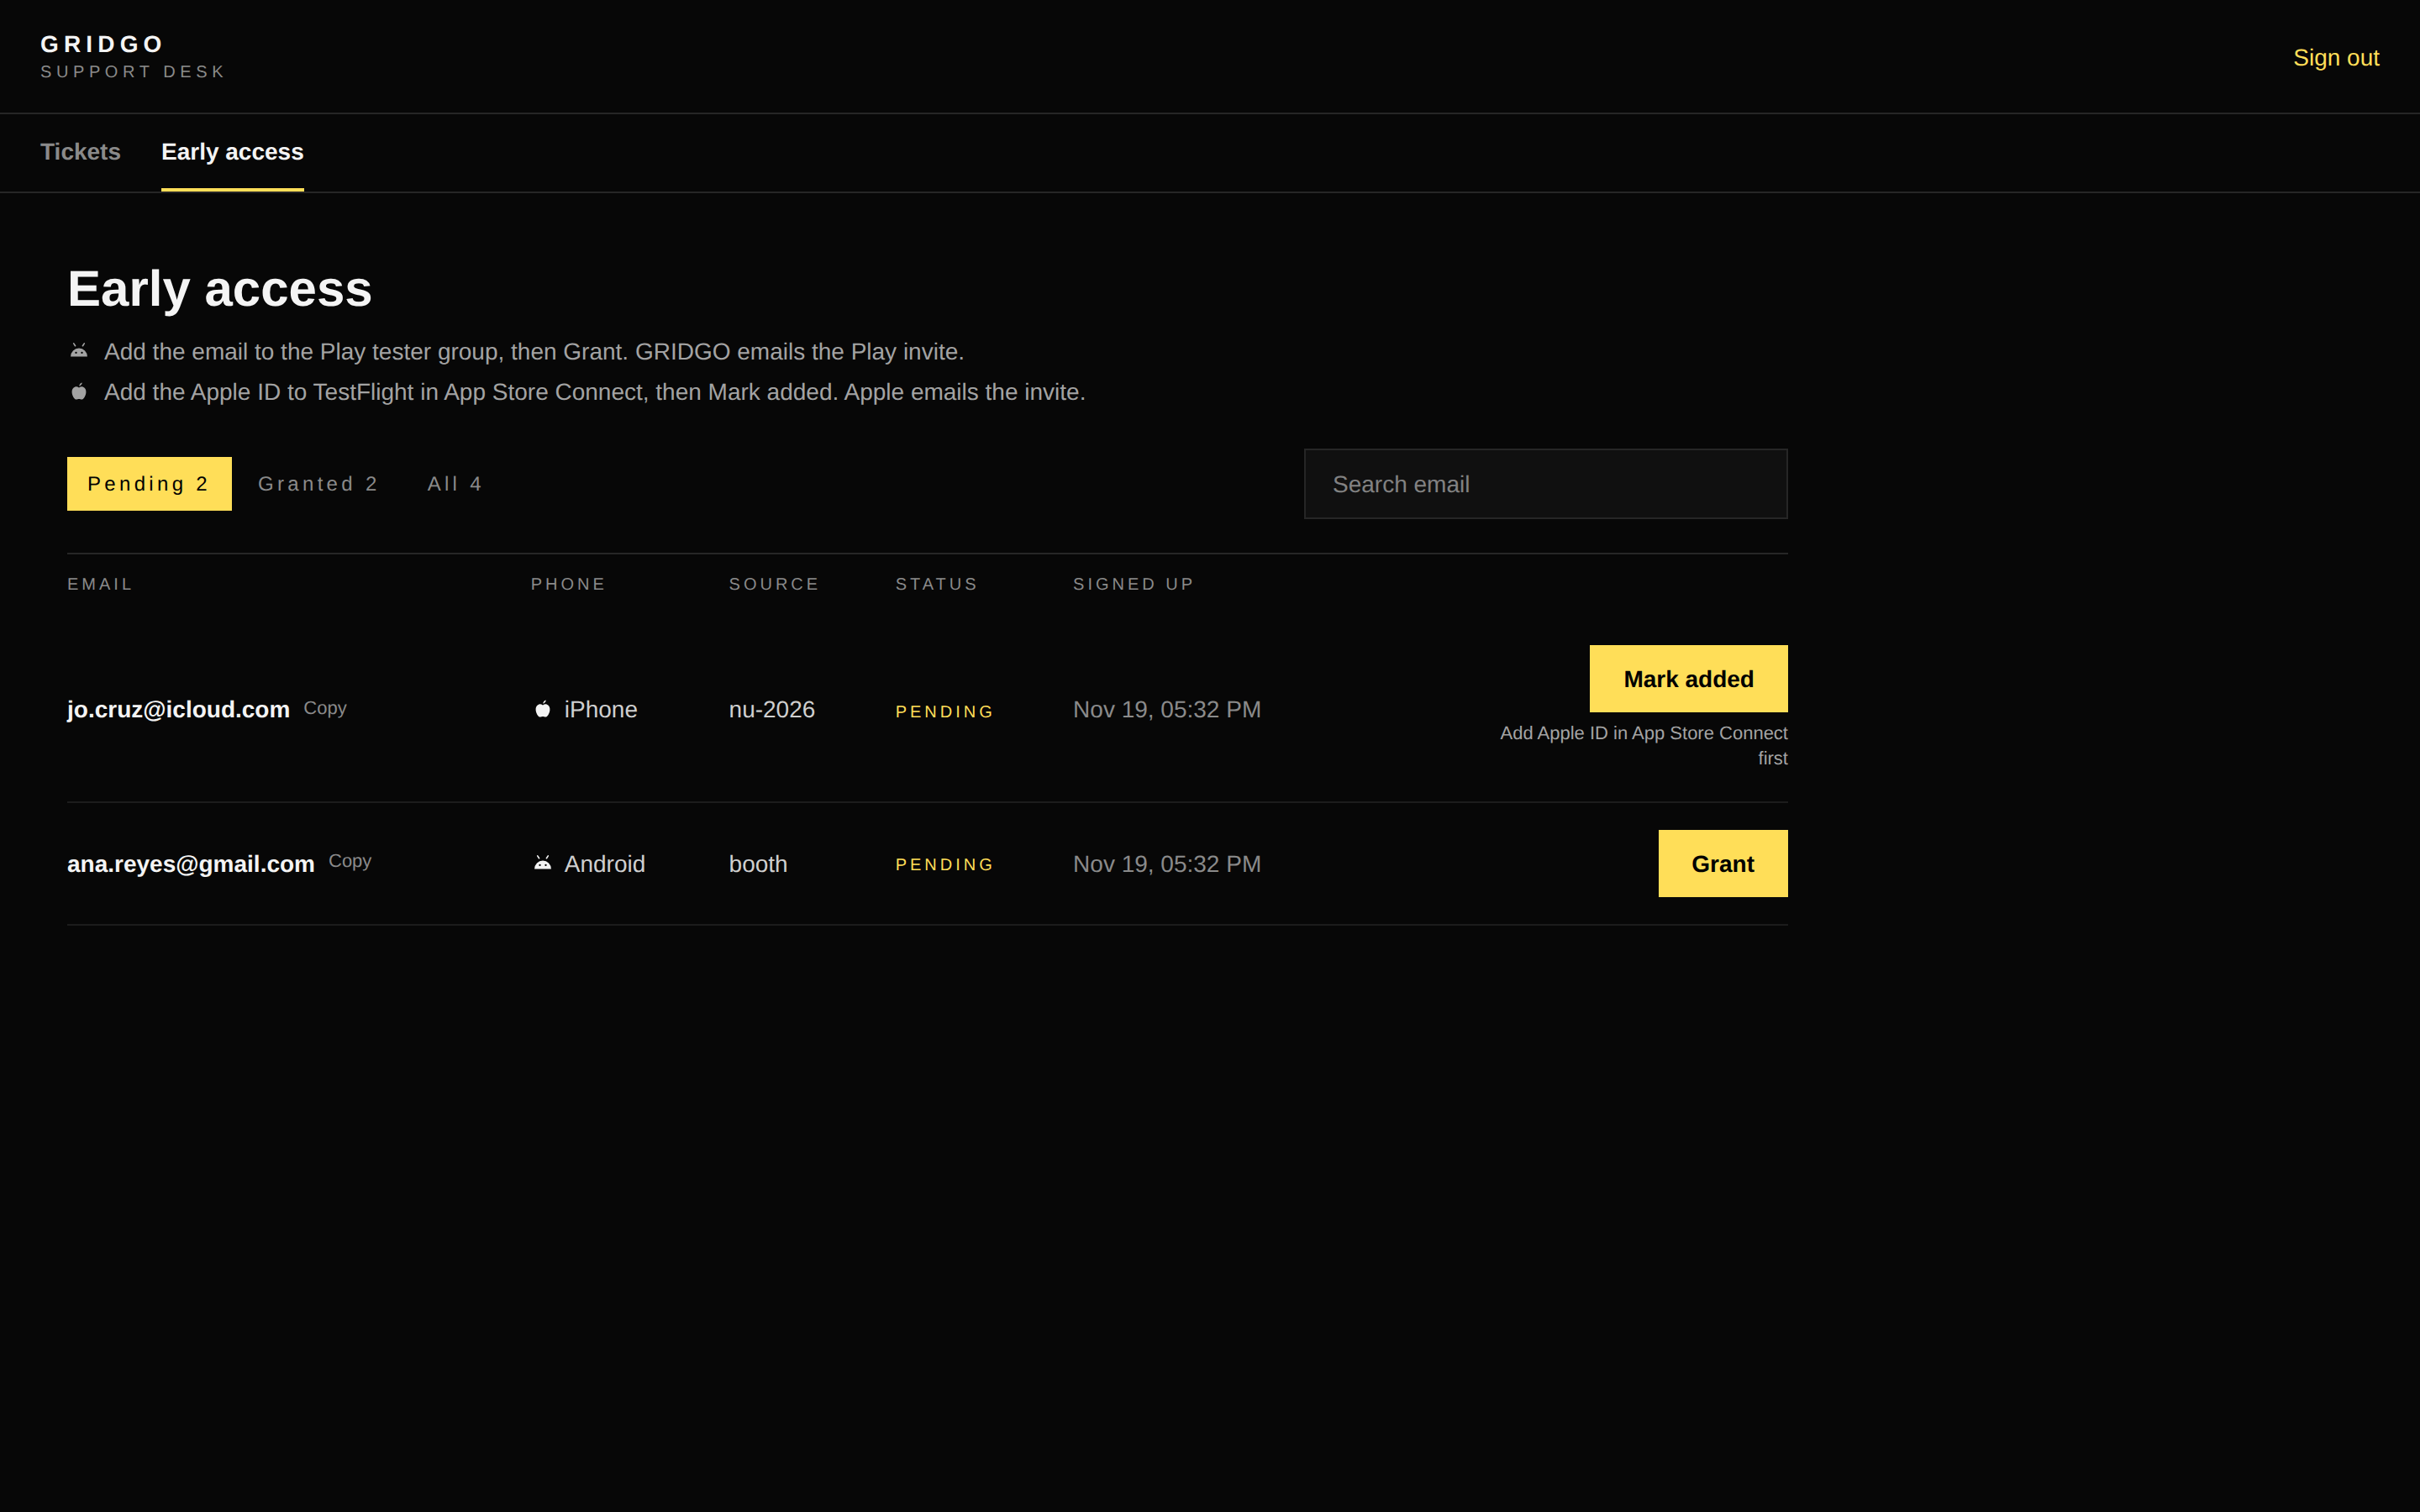 GRIDGO
SUPPORT DESK
Sign out
Tickets
Early access
Early access
Add the email to the Play tester group, then Grant. GRIDGO emails the Play invite.
Add the Apple ID to TestFlight in App Store Connect, then Mark added. Apple emails the invite.
Pending 2
Granted 2
All 4
Search email
EMAIL
PHONE
SOURCE
STATUS
SIGNED UP
jo.cruz@icloud.com
Copy
iPhone
nu-2026
PENDING
Nov 19, 05:32 PM
Mark added
Add Apple ID in App Store Connect
first
ana.reyes@gmail.com
Copy
Android
booth
PENDING
Nov 19, 05:32 PM
Grant